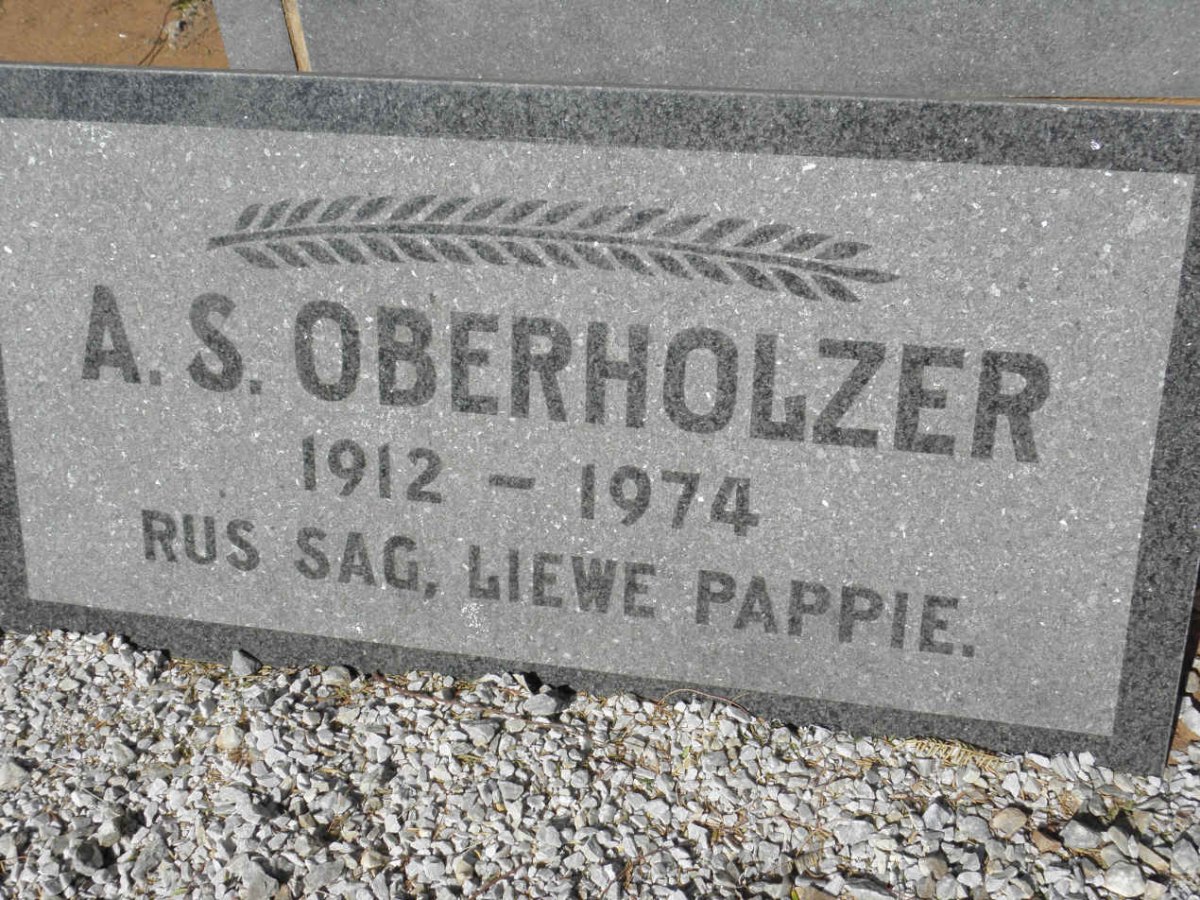 A. S. OBERHOLZER
1912 - 1974
RUS SAG, LIEWE PAPPIE.